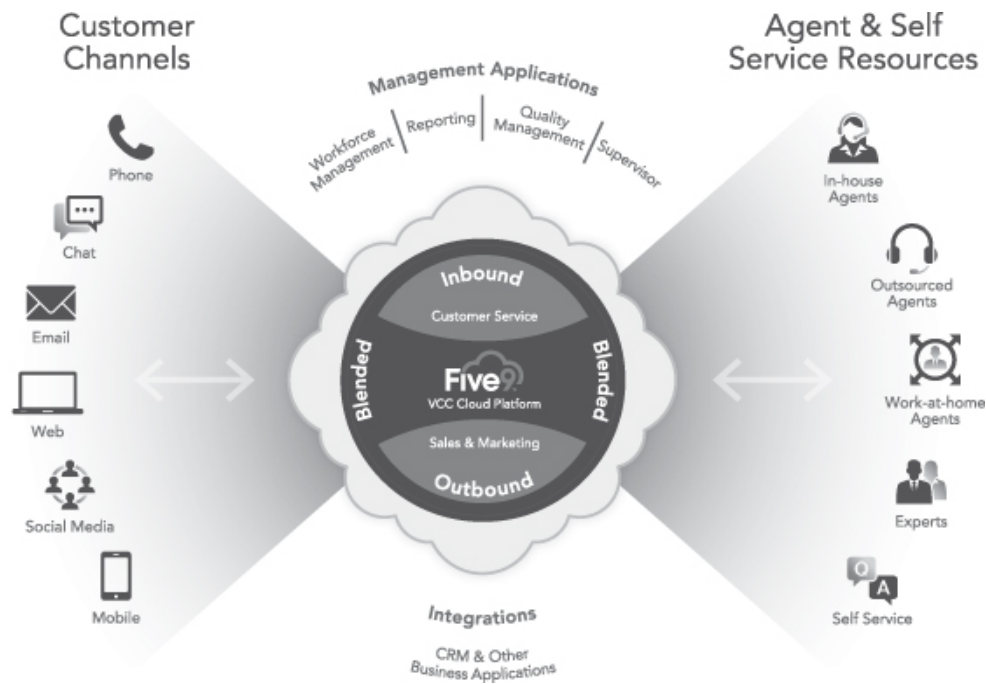 Customer
Channels
Phone
Chat
Email
Web
Social Media
Mobile
Management Applications
Workforce
Management
Reporting
Quality
Management
Supervisor
Inbound
Customer Service
Blended
Five9
VCC Cloud Platform
Blended
Sales & Marketing
Outbound
Integrations
CRM & Other
Business Applications
Agent & Self
Service Resources
In-house
Agents
Outsourced
Agents
Work-at-home
Agents
Experts
Q
A
Self Service